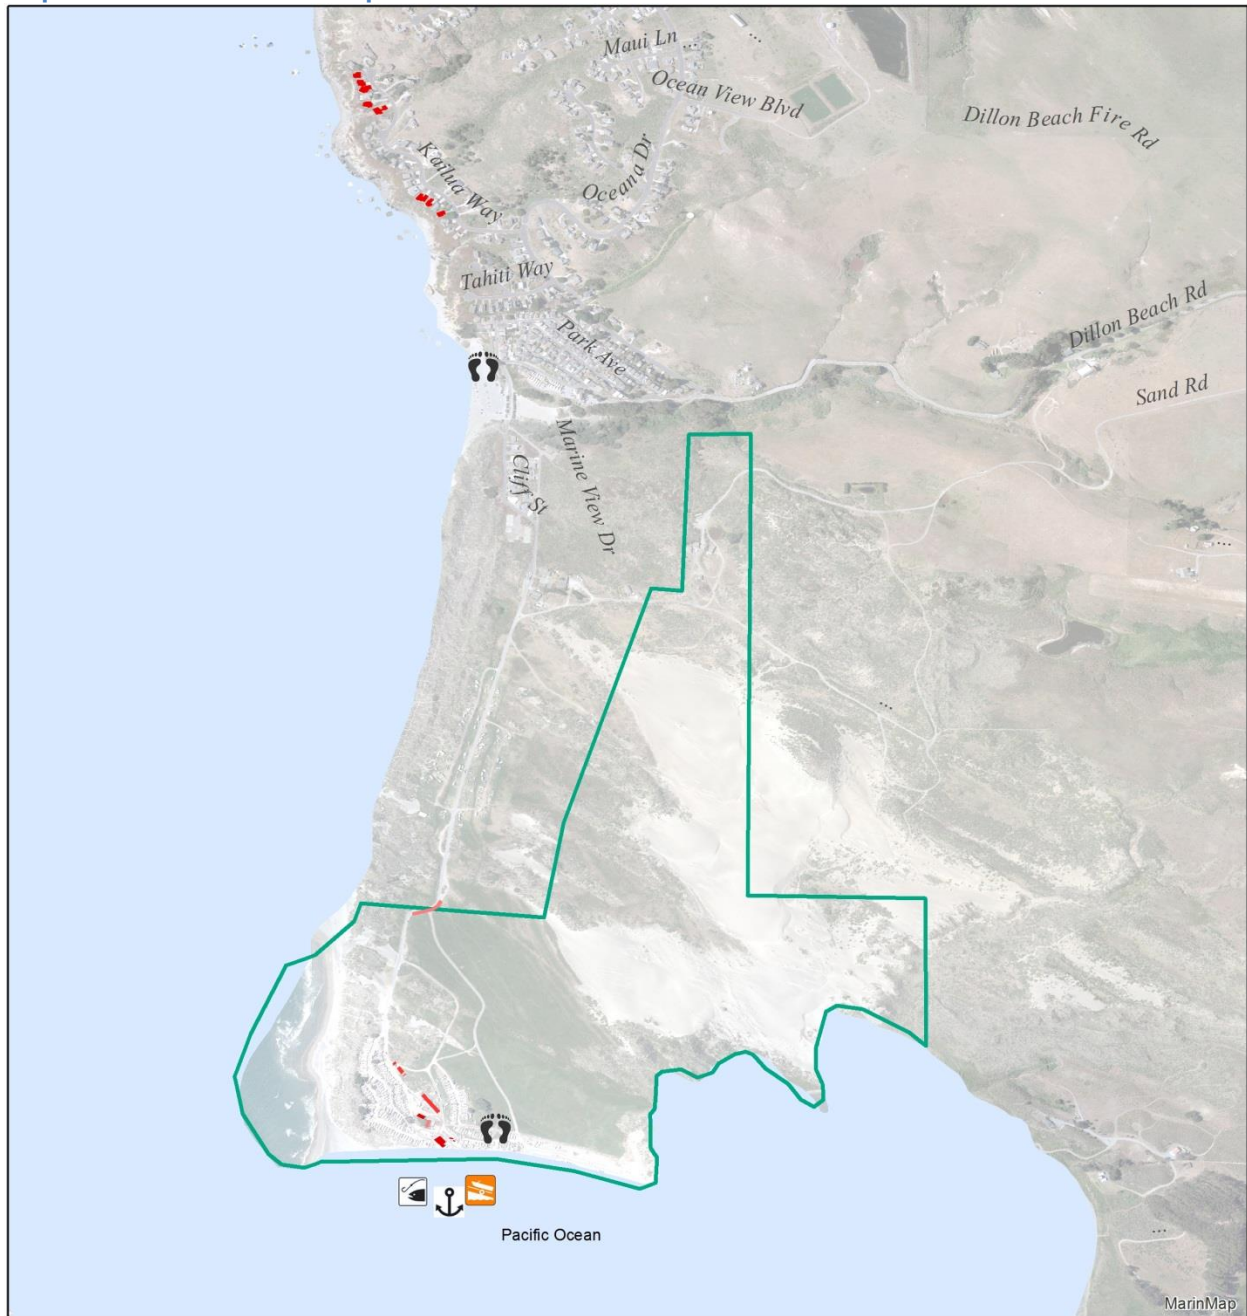 Maui Ln
Ocean View Blvd
Dillon Beach Fire Rd
Kailua Way
Oceana Dr
Tahiti Way
Park Ave
Dillon Beach Rd
Sand Rd
Marine View Dr
Cliff St
Pacific Ocean
MarinMap